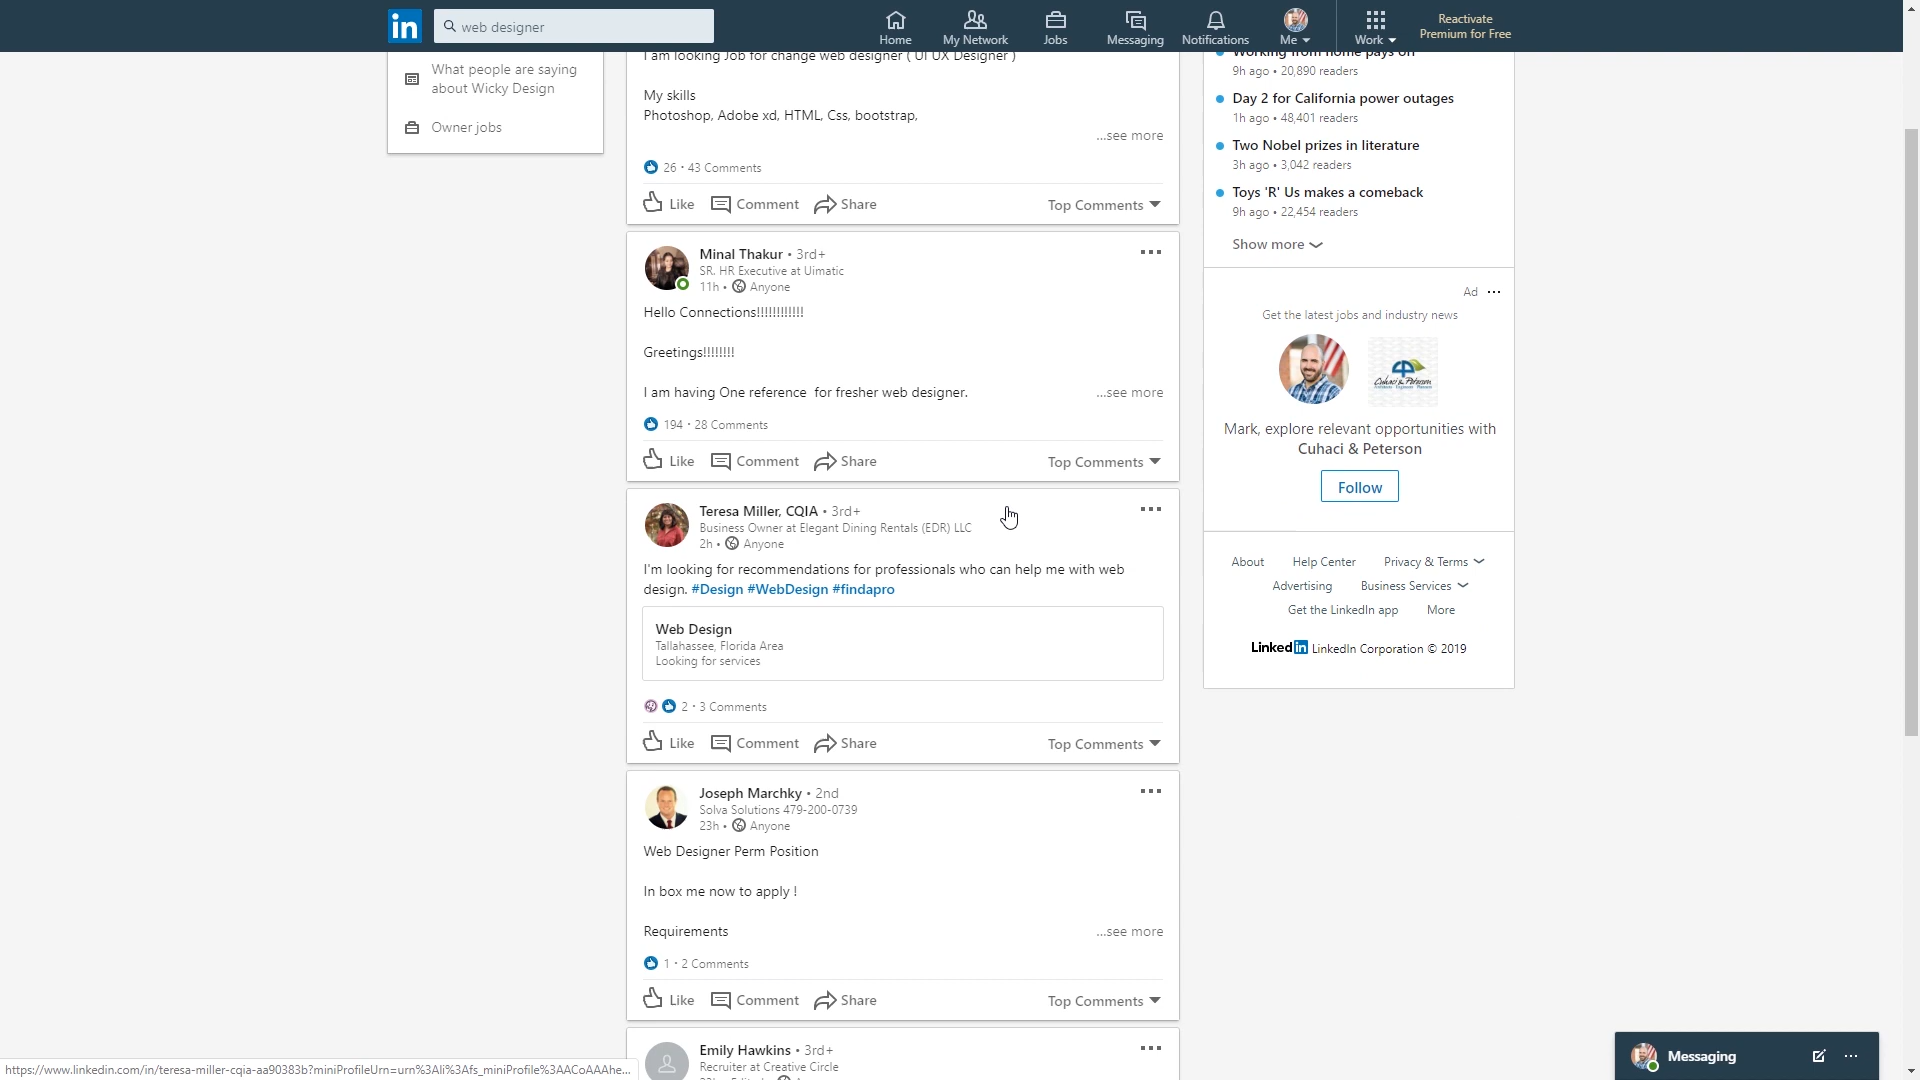 in
web designer
Home
My Network
Jobs
Messaging
Notifications
Me
Work
Reactivate
Premium for Free
What people are saying
about Wicky Design
Owner jobs
I am looking Job for change web designer ( UI UX Designer )
My skills
Photoshop, Adobe xd, HTML, Css, bootstrap,
...see more
26 · 43 Comments
Like
Comment
Share
Top Comments
Minal Thakur • 3rd+
SR. HR Executive at Uimatic
11h • Anyone
Hello Connections!!!!!!!!!!!!
Greetings!!!!!!!!
I am having One reference for fresher web designer.
...see more
194 · 28 Comments
Like
Comment
Share
Top Comments
Teresa Miller, CQIA • 3rd+
Business Owner at Elegant Dining Rentals (EDR) LLC
2h • Anyone
I'm looking for recommendations for professionals who can help me with web
design. #Design #WebDesign #findapro
Web Design
Tallahassee, Florida Area
Looking for services
2 · 3 Comments
Like
Comment
Share
Top Comments
Joseph Marchky • 2nd
Solva Solutions 479-200-0739
23h • Anyone
Web Designer Perm Position
In box me now to apply !
Requirements
...see more
1 · 2 Comments
Like
Comment
Share
Top Comments
Emily Hawkins • 3rd+
Recruiter at Creative Circle
Working from home pays off
9h ago • 20,890 readers
Day 2 for California power outages
1h ago • 48,401 readers
Two Nobel prizes in literature
3h ago • 3,042 readers
Toys 'R' Us makes a comeback
9h ago • 22,454 readers
Show more
Ad
Get the latest jobs and industry news
Cuhaci & Peterson
Mark, explore relevant opportunities with
Cuhaci & Peterson
Follow
About
Help Center
Privacy & Terms
Advertising
Business Services
Get the LinkedIn app
More
Linked in LinkedIn Corporation © 2019
Messaging
https://www.linkedin.com/in/teresa-miller-cqia-aa90383b?miniProfileUrn=urn%3Ali%3Afs_miniProfile%3AACoAAAhe...